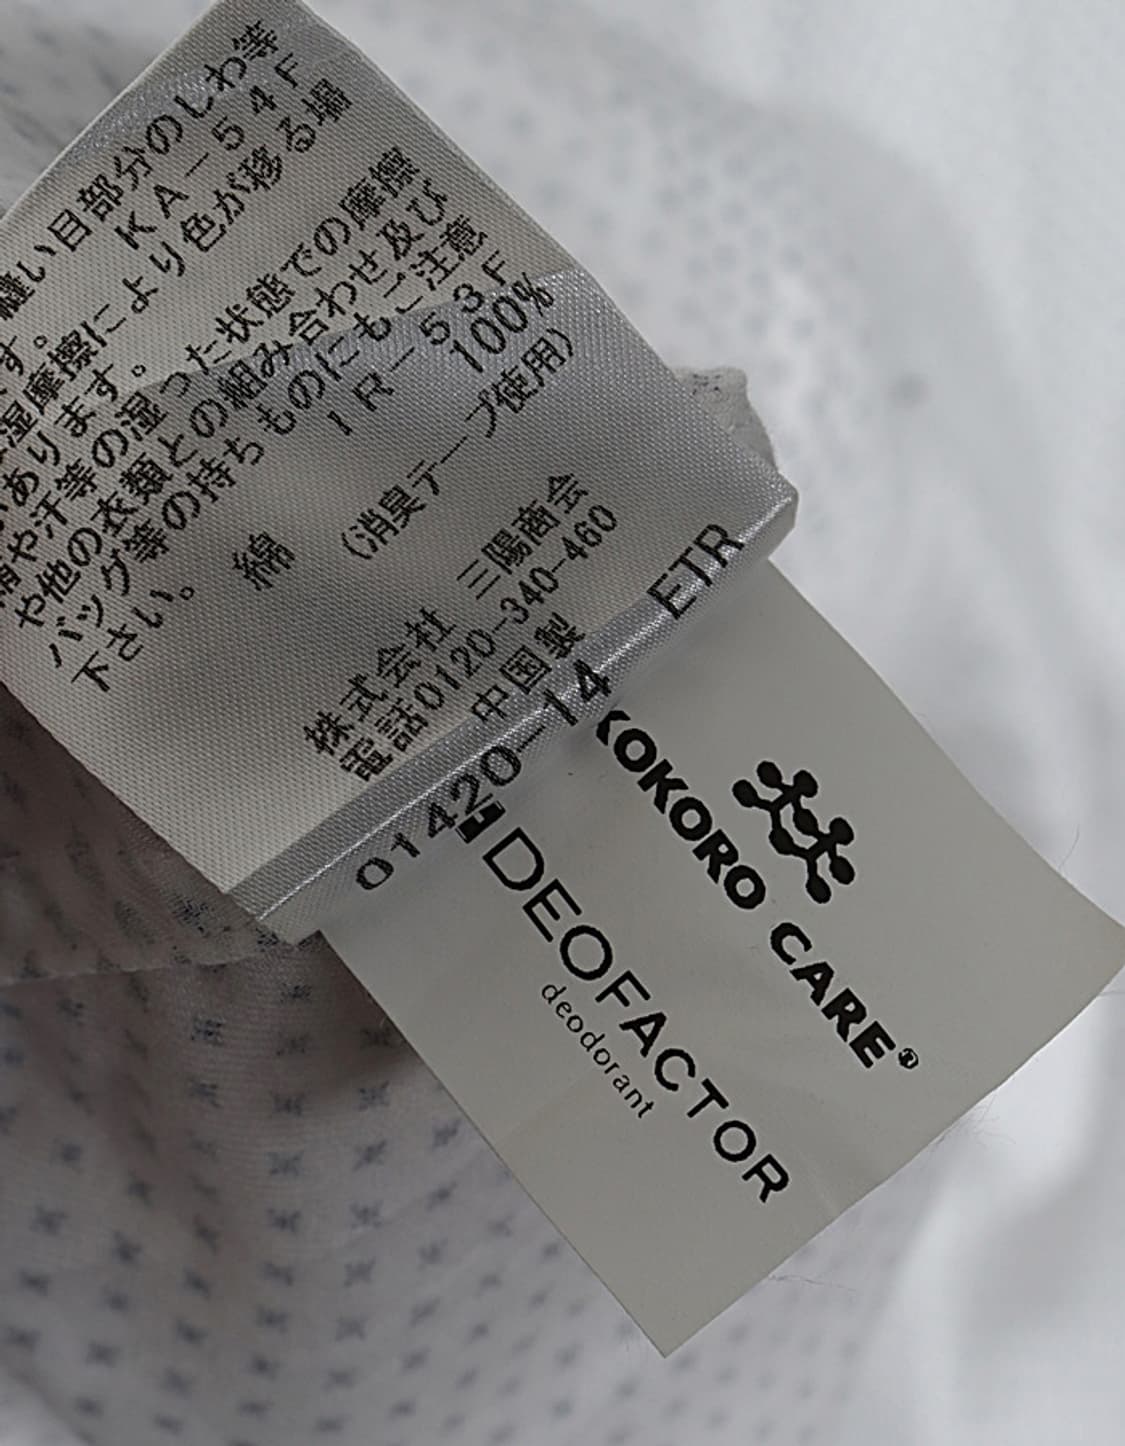 縫い目部分のしわ等
す。 KA-54F
湿摩擦により色が移る場
あります。
や汗等の湿った状態での摩擦
や他の衣類との組み合わせ及び
バッグ等の持ちものにもご注意
下さい。 IR-53F
綿 100%
(消臭テープ使用)
株式会社 三陽商会
電話0120-340-460
中国製
01420-14 ETR
KOKORO CARE®
DEOFACTOR
deodorant